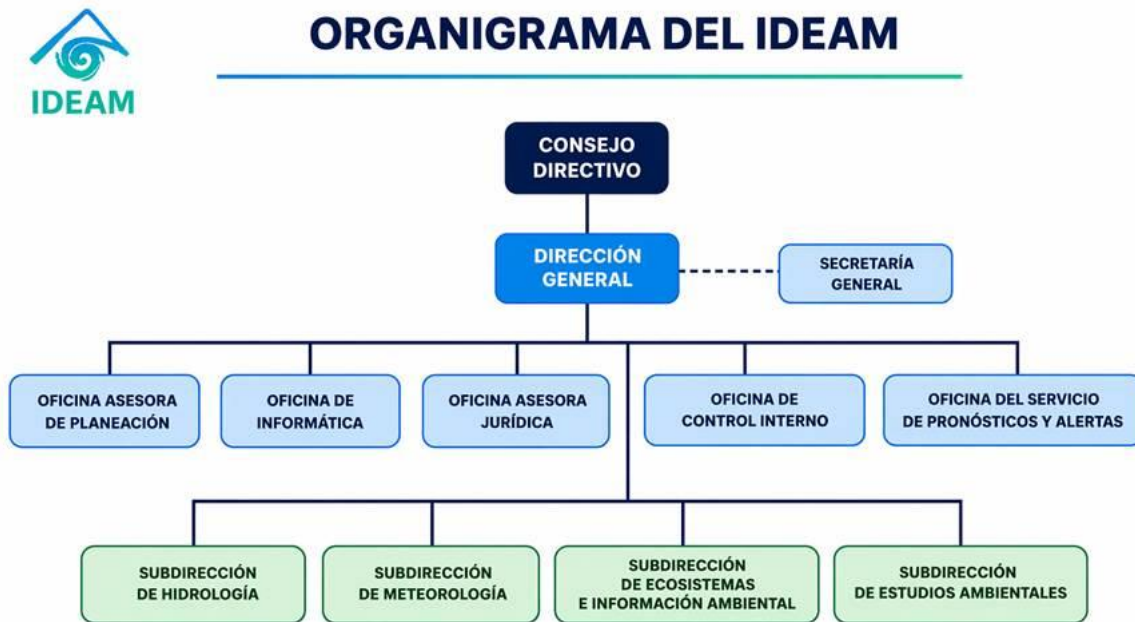 ORGANIGRAMA DEL IDEAM
IDEAM
CONSEJO
DIRECTIVO
DIRECCIÓN
GENERAL
SECRETARÍA
GENERAL
OFICINA ASESORA
DE PLANEACIÓN
OFICINA DE
INFORMÁTICA
OFICINA ASESORA
JURÍDICA
OFICINA DE
CONTROL INTERNO
OFICINA DEL SERVICIO
DE PRONÓSTICOS Y ALERTAS
SUBDIRECCIÓN
DE HIDROLOGÍA
SUBDIRECCIÓN
DE METEOROLOGÍA
SUBDIRECCIÓN
DE ECOSISTEMAS
E INFORMACIÓN AMBIENTAL
SUBDIRECCIÓN
DE ESTUDIOS AMBIENTALES